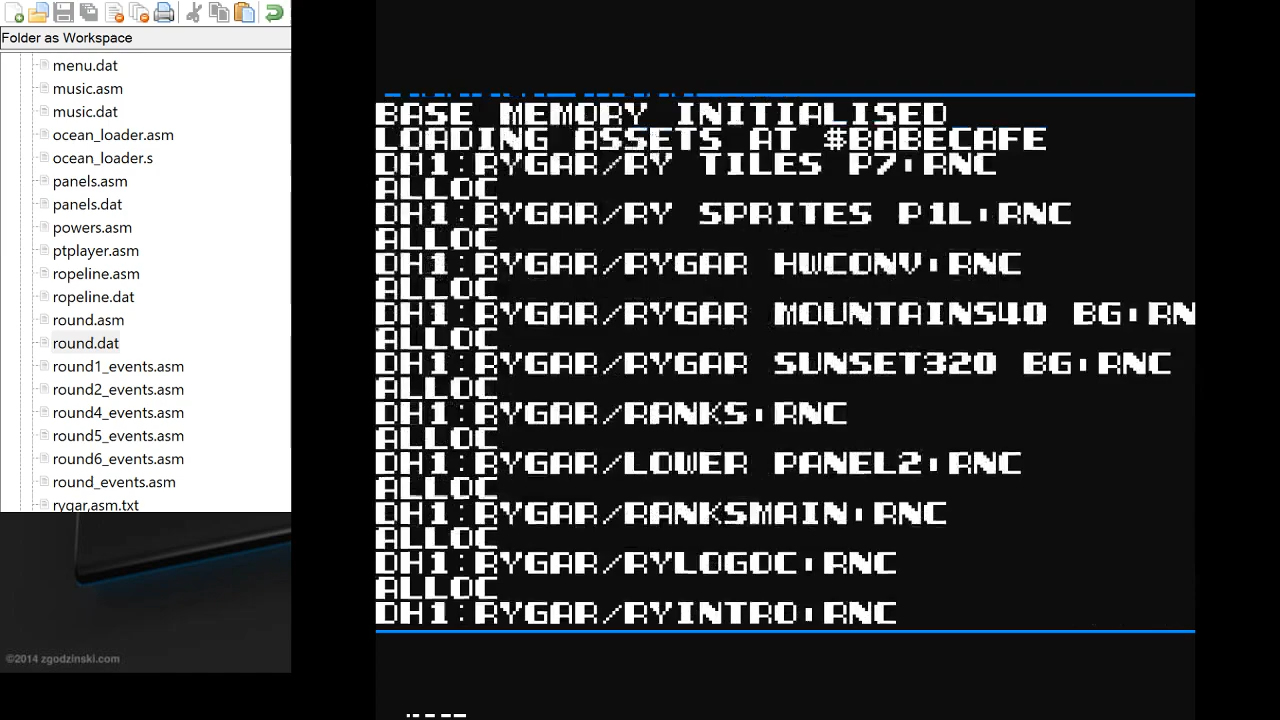 Folder as Workspace
menu.dat
music.asm
music.dat
ocean_loader.asm
ocean_loader.s
panels.asm
panels.dat
powers.asm
ptplayer.asm
ropeline.asm
ropeline.dat
round.asm
round.dat
round1_events.asm
round2_events.asm
round4_events.asm
round5_events.asm
round6_events.asm
round_events.asm
rygar.asm.txt
©2014 zgodzinski.com
BASE MEMORY INITIALISED
LOADING ASSETS AT #BABECAFE
DH1:RYGAR/RY TILES P7.RNC
ALLOC
DH1:RYGAR/RY SPRITES P1L.RNC
ALLOC
DH1:RYGAR/RYGAR HWCONV.RNC
ALLOC
DH1:RYGAR/RYGAR MOUNTAINS40 BG.RN
ALLOC
DH1:RYGAR/RYGAR SUNSET320 BG.RNC
ALLOC
DH1:RYGAR/RANKS.RNC
ALLOC
DH1:RYGAR/LOWER PANEL2.RNC
ALLOC
DH1:RYGAR/RANKSMAIN.RNC
ALLOC
DH1:RYGAR/RYLOGOC.RNC
ALLOC
DH1:RYGAR/RYINTRO.RNC